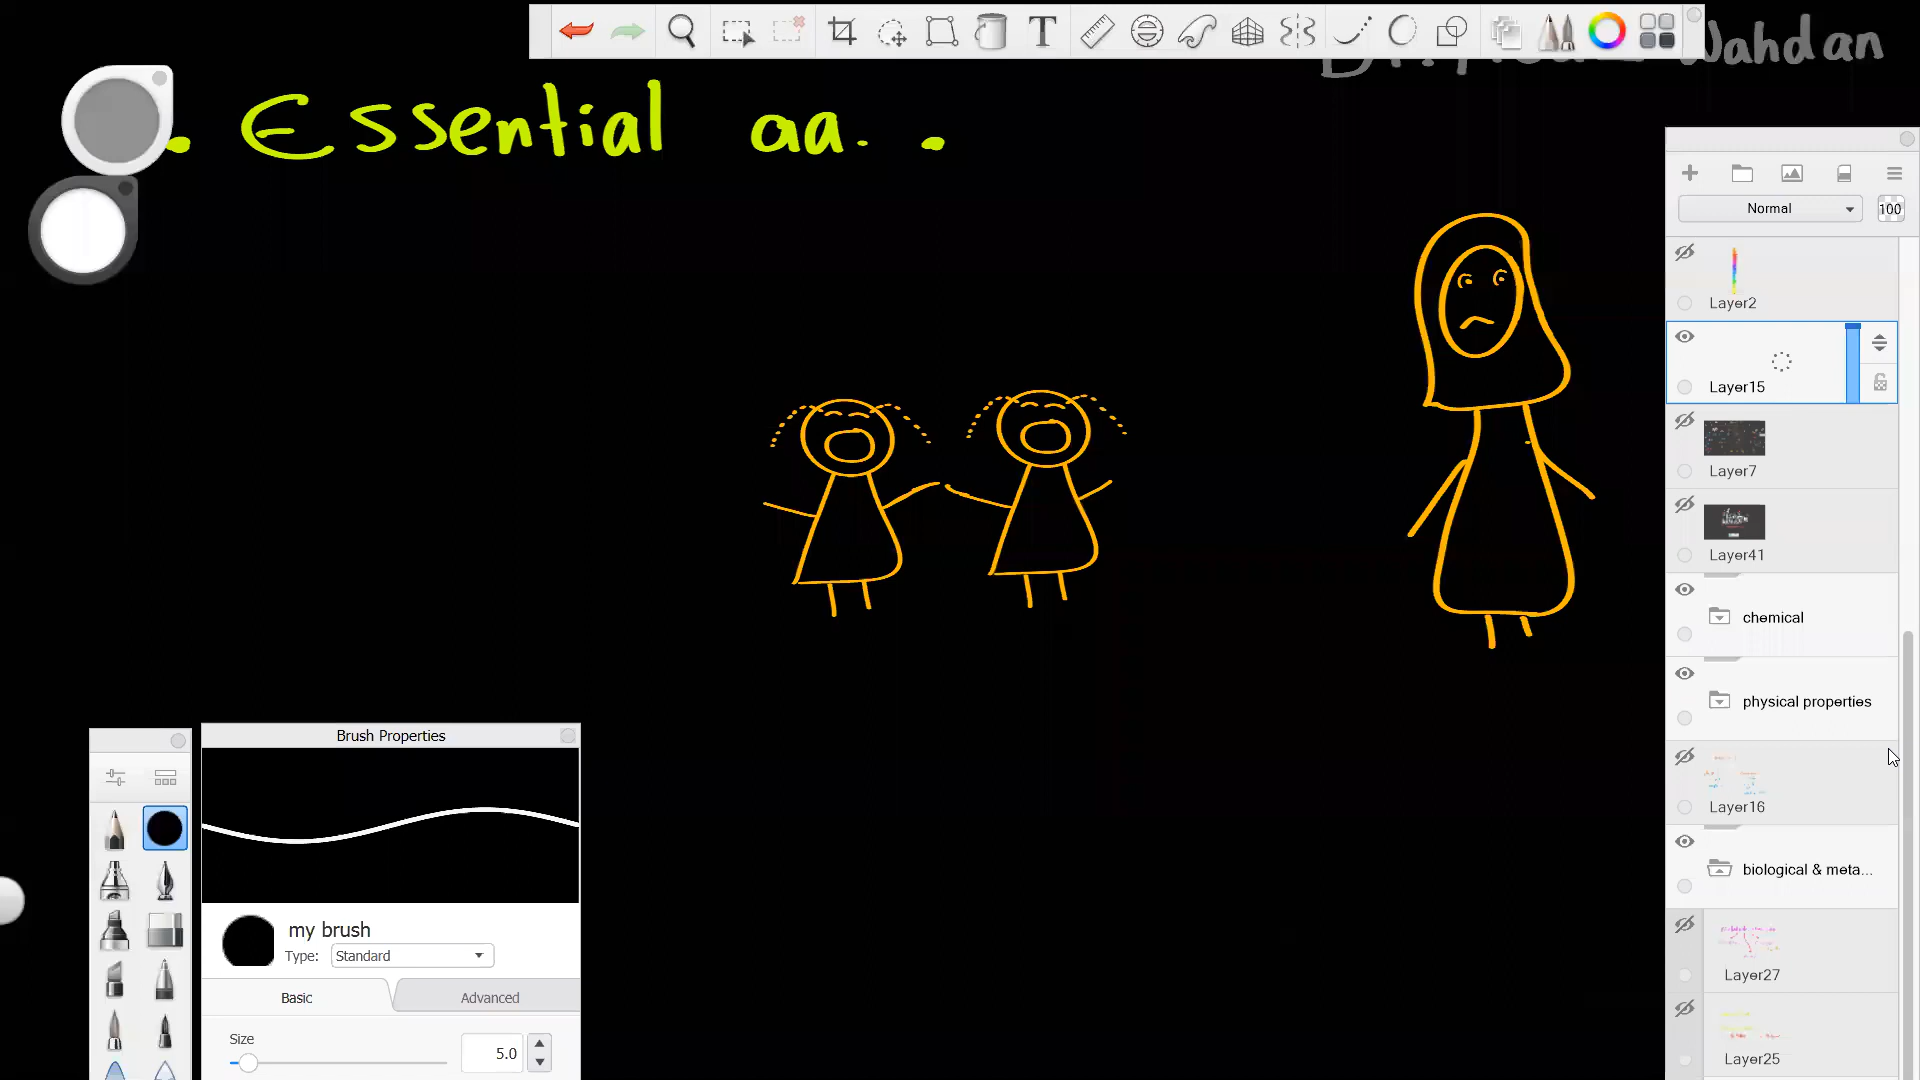 Wahdan
. Essential aa. .
Normal
100
Layer2
Layer15
Layer7
Layer41
chemical
physical properties
Layer16
biological & meta...
Layer27
Layer25
Brush Properties
my brush
Type: Standard
Basic Advanced
Size
5.0